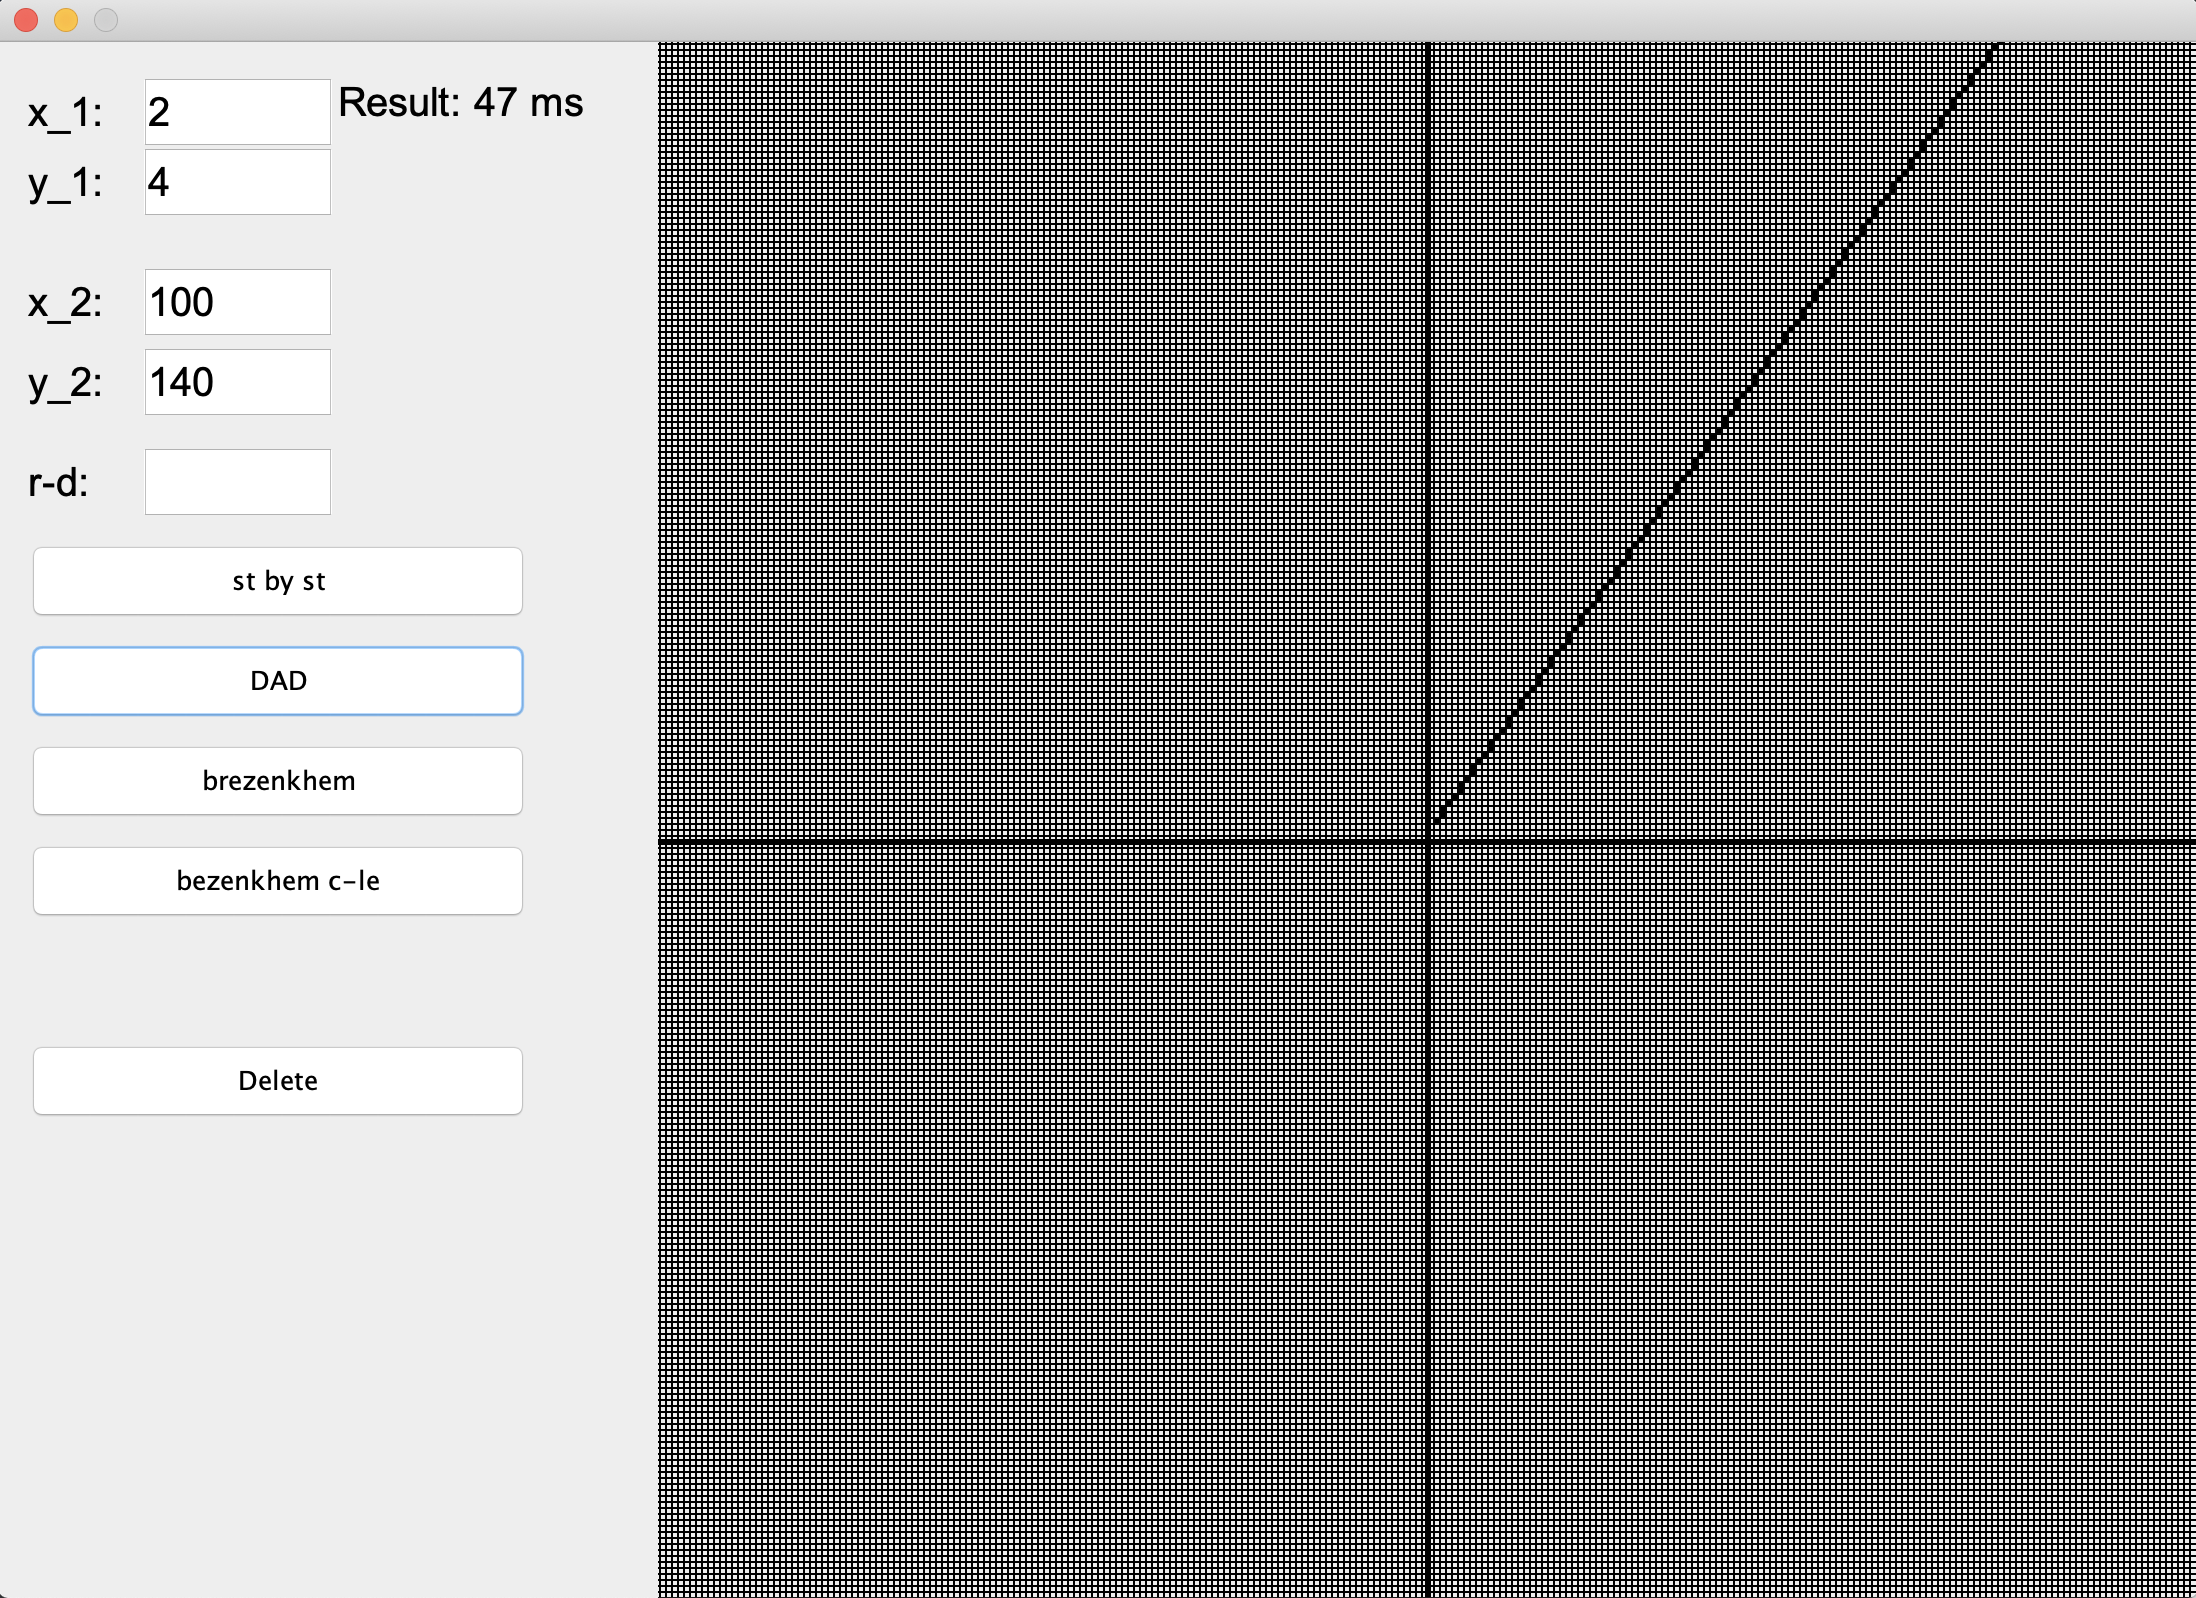 x_1: 2 Result: 47 ms
y_1: 4
x_2: 100
y_2: 140
r-d:
st by st
DAD
brezenkhem
bezenkhem c-le
Delete